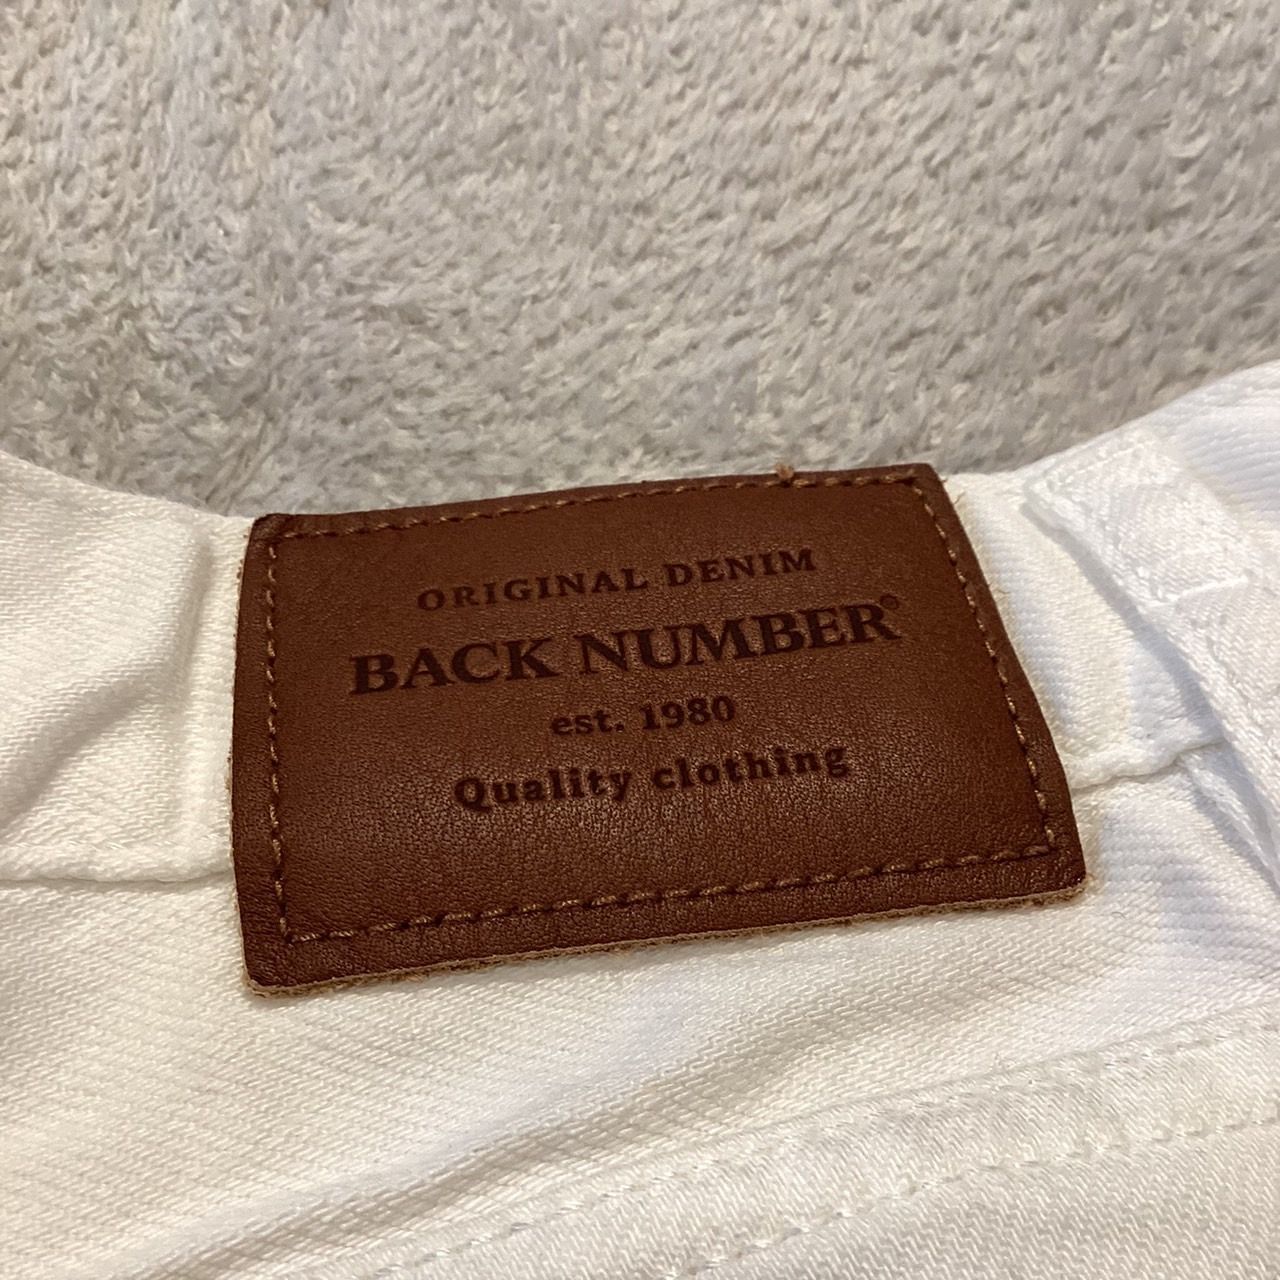 ORIGINAL DENIM
BACK NUMBER®
est. 1980
Quality clothing